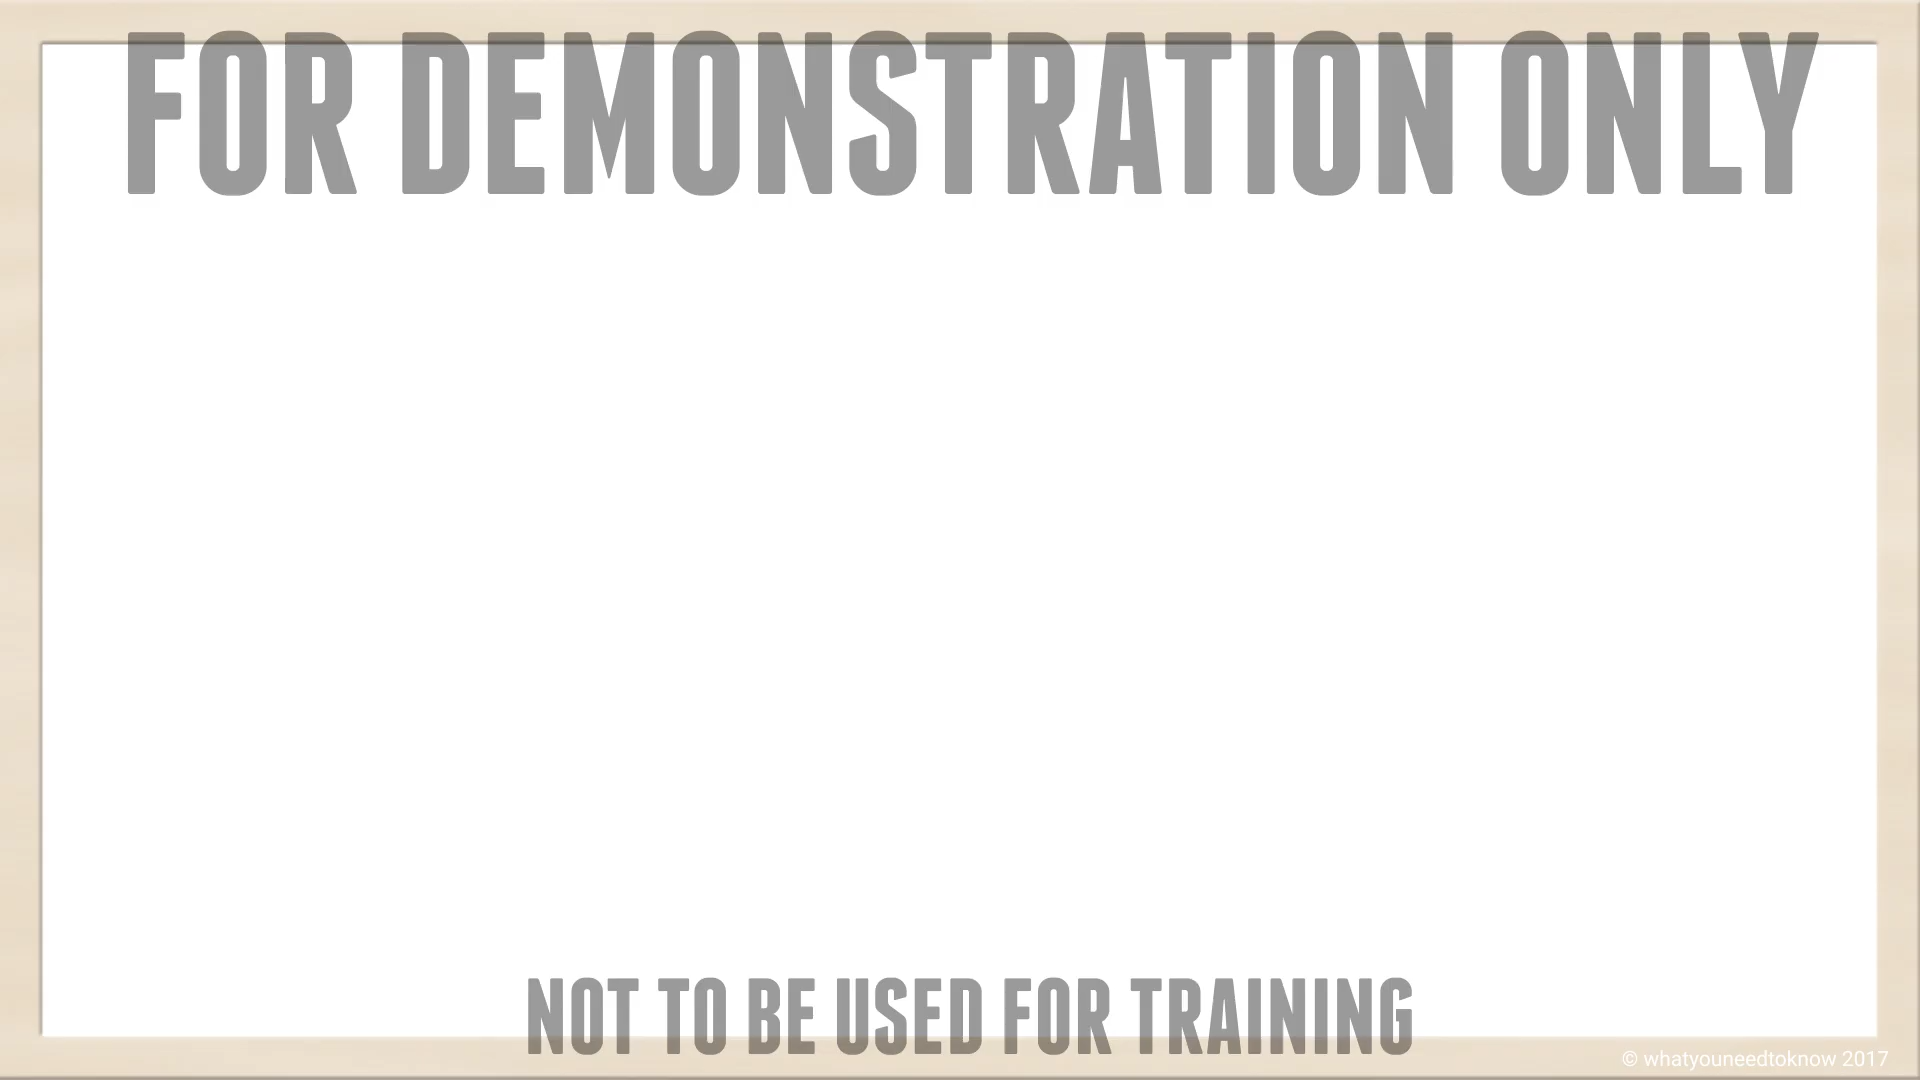 FOR DEMONSTRATION ONLY
NOT TO BE USED FOR TRAINING
© whatyouneedtoknow 2017